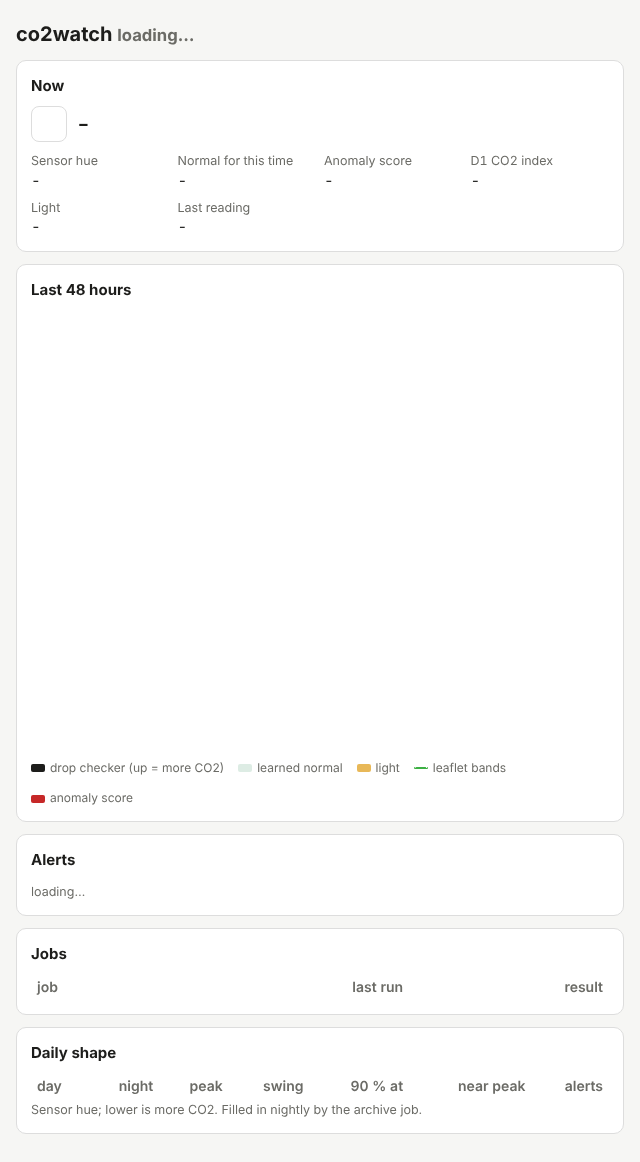 co2watch loading...
Now
–
Sensor hue Normal for this time Anomaly score D1 CO2 index
- - - -
Light Last reading
- -
Last 48 hours
drop checker (up = more CO2) learned normal light leaflet bands
anomaly score
Alerts
loading...
Jobs
job last run result
Daily shape
day night peak swing 90 % at near peak alerts
Sensor hue; lower is more CO2. Filled in nightly by the archive job.